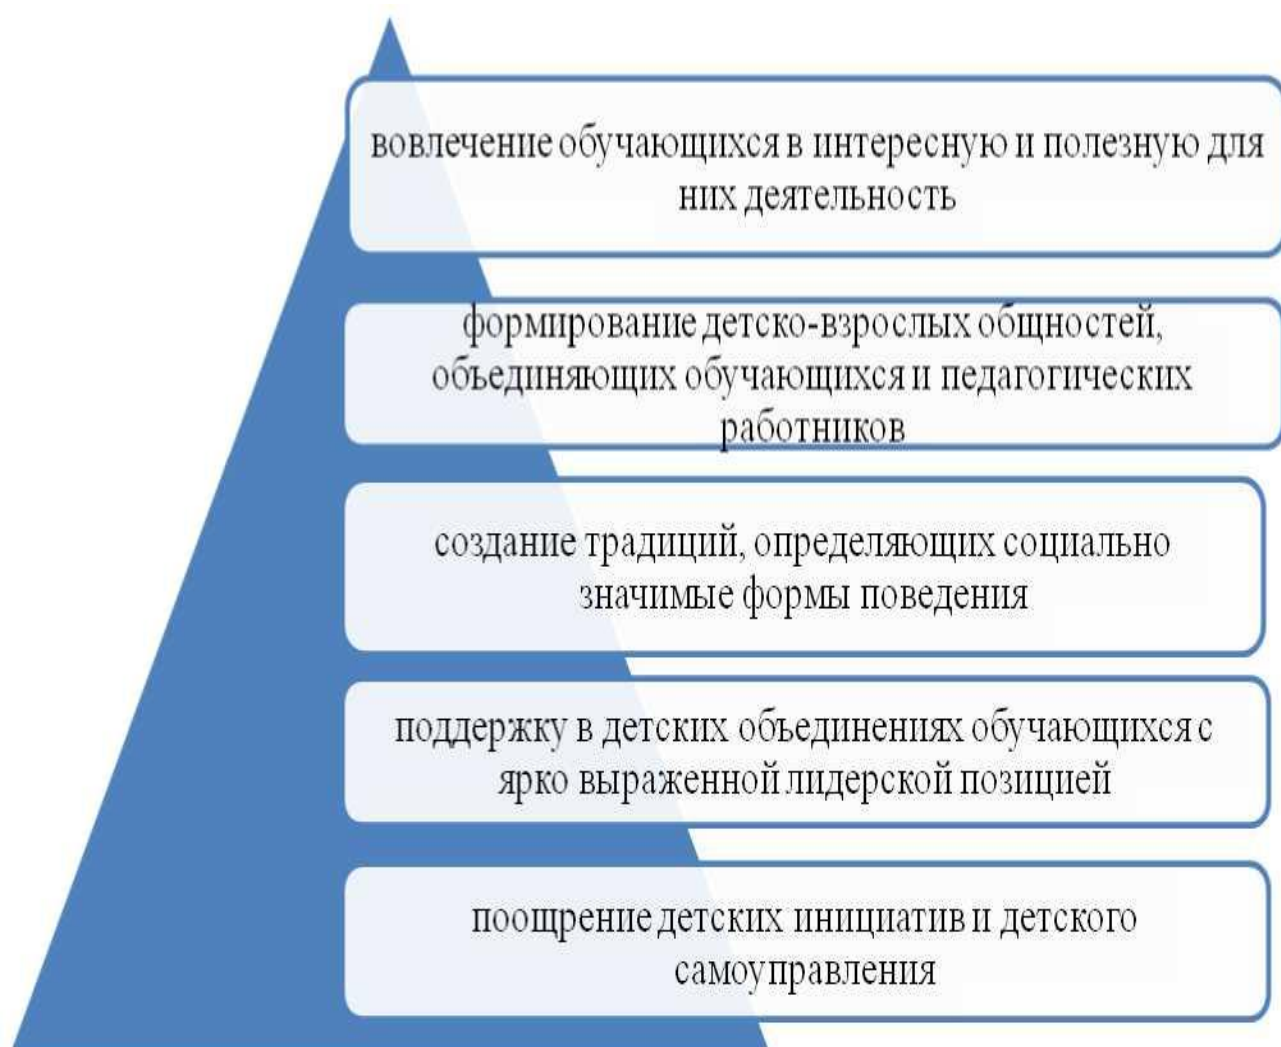 вовлечение обучающихся в интересную и полезную для
них деятельность
формирование детско-взрослых общностей,
объединяющих обучающихся и педагогических
работников
создание традиций, определяющих социально
значимые формы поведения
поддержку в детских объединениях обучающихся с
ярко выраженной лидерской позицией
поощрение детских инициатив и детского
самоуправления